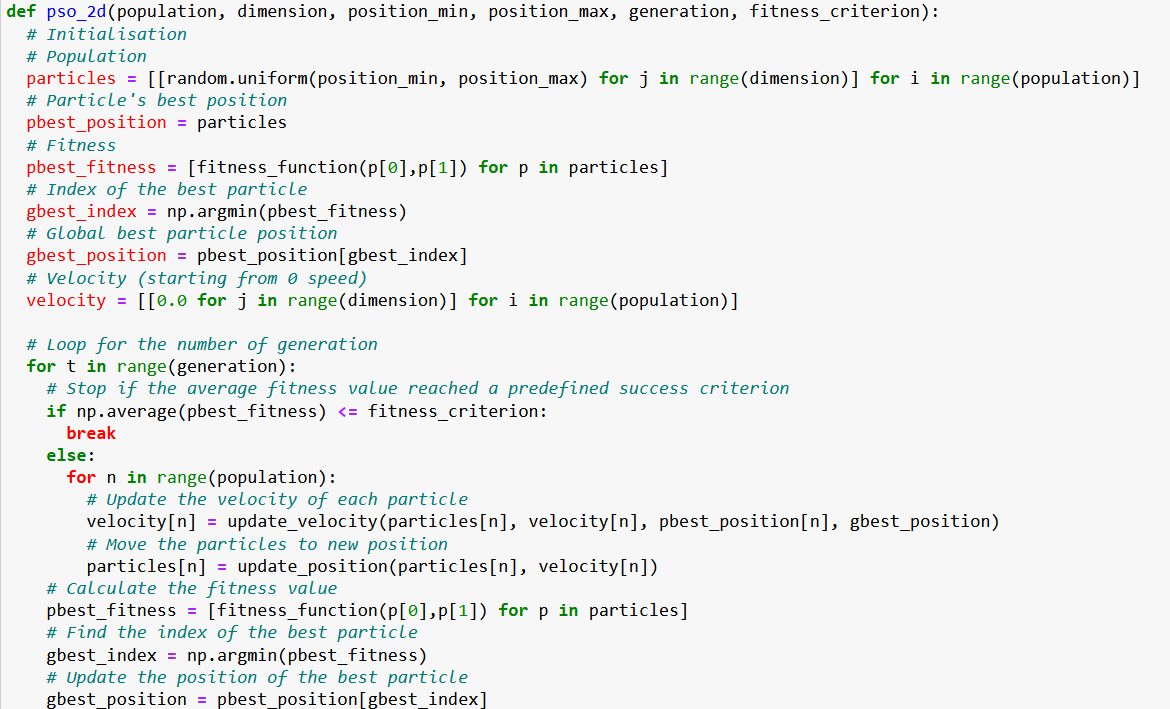 def pso_2d(population, dimension, position_min, position_max, generation, fitness_criterion):
  # Initialisation
  # Population
  particles = [[random.uniform(position_min, position_max) for j in range(dimension)] for i in range(population)]
  # Particle's best position
  pbest_position = particles
  # Fitness
  pbest_fitness = [fitness_function(p[0],p[1]) for p in particles]
  # Index of the best particle
  gbest_index = np.argmin(pbest_fitness)
  # Global best particle position
  gbest_position = pbest_position[gbest_index]
  # Velocity (starting from 0 speed)
  velocity = [[0.0 for j in range(dimension)] for i in range(population)]

  # Loop for the number of generation
  for t in range(generation):
    # Stop if the average fitness value reached a predefined success criterion
    if np.average(pbest_fitness) <= fitness_criterion:
      break
    else:
      for n in range(population):
        # Update the velocity of each particle
        velocity[n] = update_velocity(particles[n], velocity[n], pbest_position[n], gbest_position)
        # Move the particles to new position
        particles[n] = update_position(particles[n], velocity[n])
    # Calculate the fitness value
    pbest_fitness = [fitness_function(p[0],p[1]) for p in particles]
    # Find the index of the best particle
    gbest_index = np.argmin(pbest_fitness)
    # Update the position of the best particle
    gbest_position = pbest_position[gbest_index]